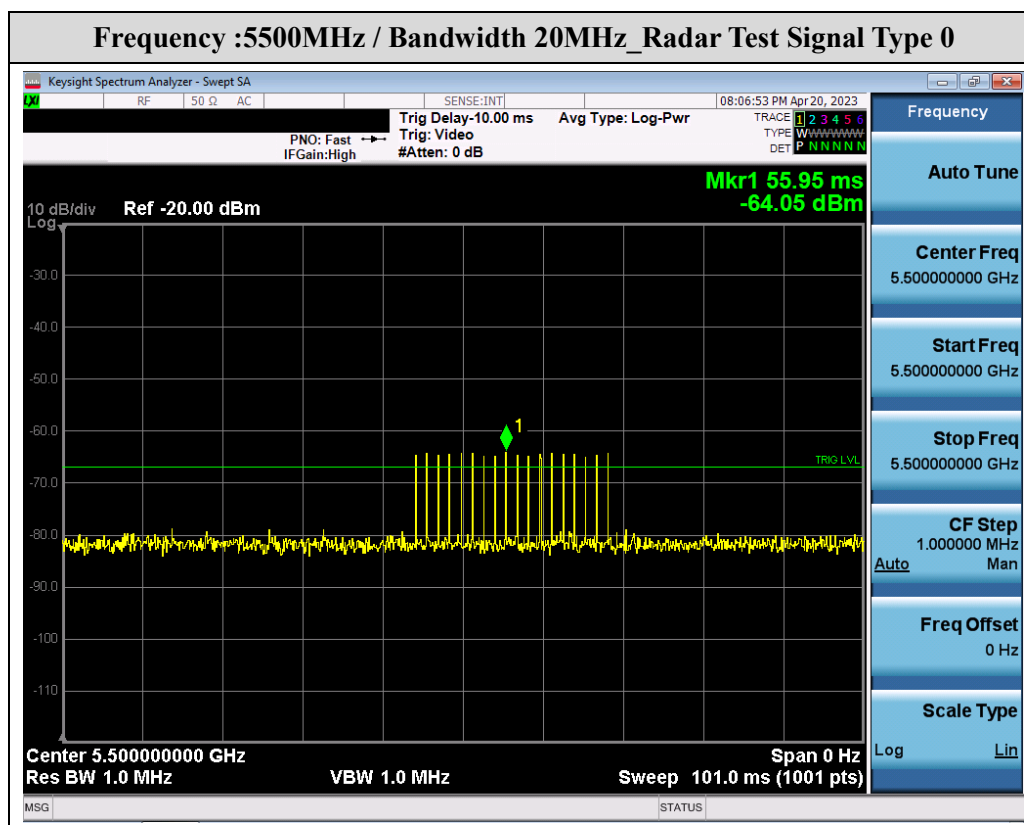 Frequency :5500MHz / Bandwidth 20MHz_Radar Test Signal Type 0
Keysight Spectrum Analyzer - Swept SA
LXI RF 50 Ω AC SENSE:INT 08:06:53 PM Apr 20, 2023
Frequency
Trig Delay-10.00 ms Avg Type: Log-Pwr TRACE 1 2 3 4 5 6
PNO: Fast Trig: Video TYPE WWWWWW
IFGain:High #Atten: 0 dB DET P N N N N N
Auto Tune
Mkr1 55.95 ms
-64.05 dBm
10 dB/div Ref -20.00 dBm
Log
Center Freq
5.500000000 GHz
-30.0
-40.0
Start Freq
5.500000000 GHz
-50.0
-60.0
1
Stop Freq
5.500000000 GHz
TRIG LVL
-70.0
-80.0
CF Step
1.000000 MHz
Auto Man
-90.0
Freq Offset
0 Hz
-100
-110
Scale Type
Log Lin
Center 5.500000000 GHz Span 0 Hz
Res BW 1.0 MHz VBW 1.0 MHz Sweep 101.0 ms (1001 pts)
MSG STATUS